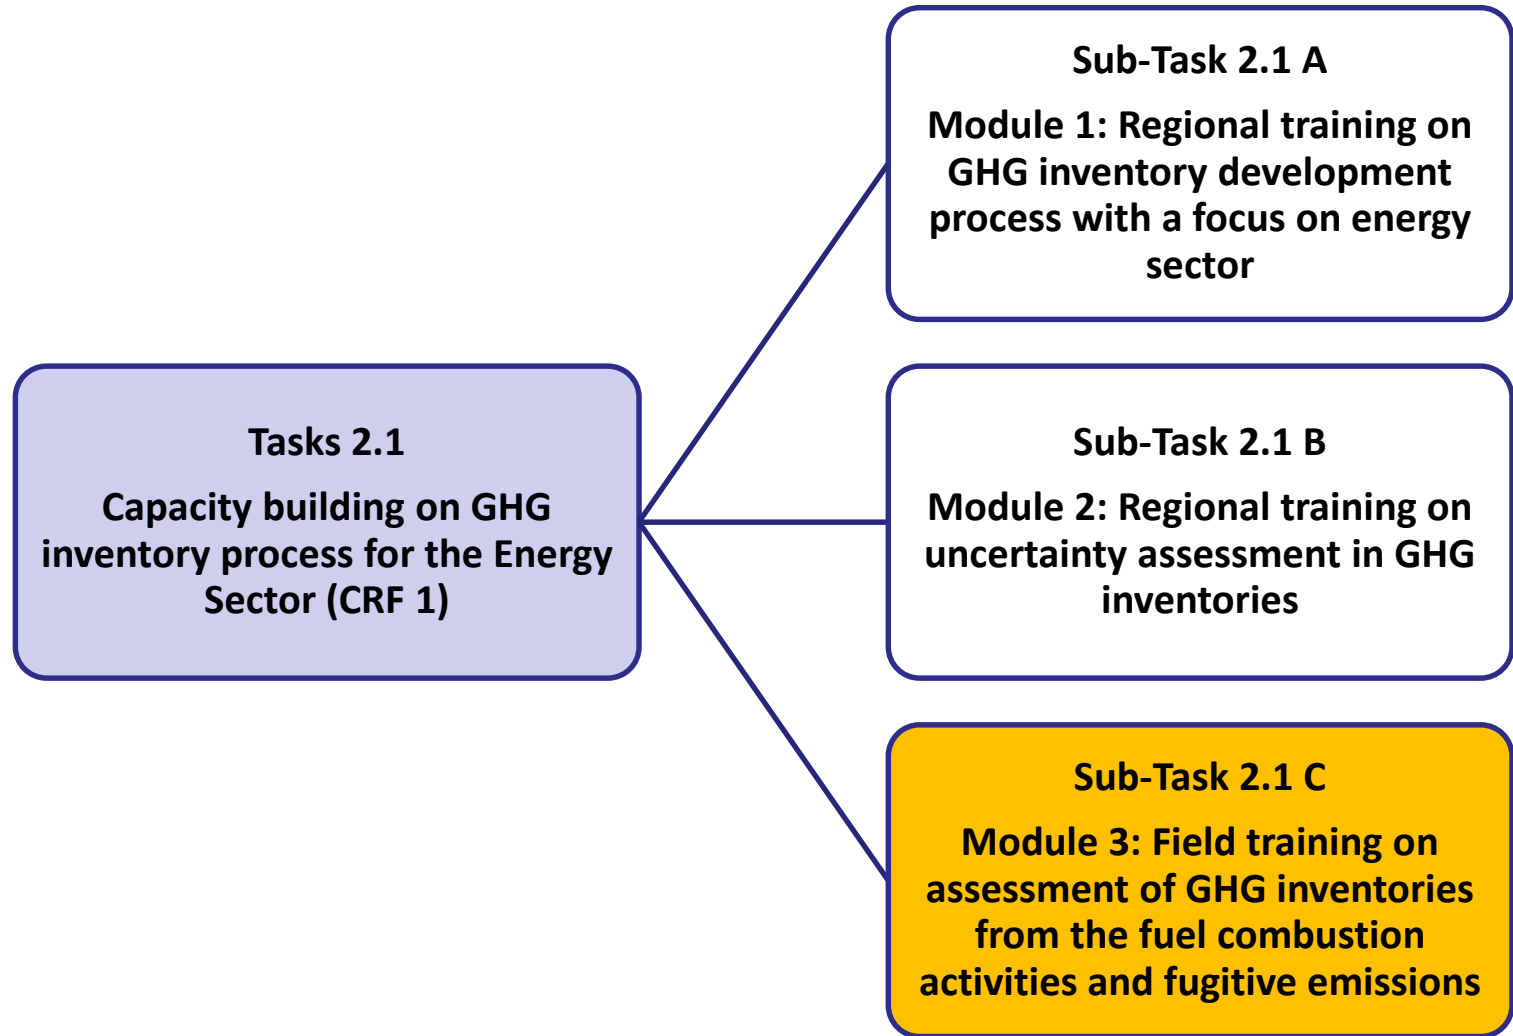 Tasks 2.1
Capacity building on GHG
inventory process for the Energy
Sector (CRF 1)
Sub-Task 2.1 A
Module 1: Regional training on
GHG inventory development
process with a focus on energy
sector
Sub-Task 2.1 B
Module 2: Regional training on
uncertainty assessment in GHG
inventories
Sub-Task 2.1 C
Module 3: Field training on
assessment of GHG inventories
from the fuel combustion
activities and fugitive emissions